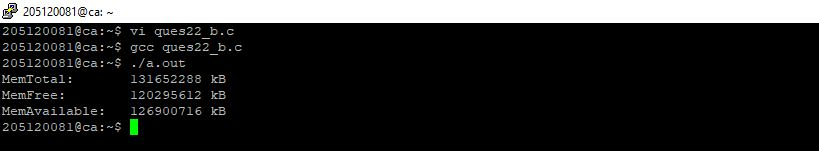 205120081@ca: ~
205120081@ca:~$ vi ques22_b.c
205120081@ca:~$ gcc ques22_b.c
205120081@ca:~$ ./a.out
MemTotal:       131652288 kB
MemFree:        120295612 kB
MemAvailable:   126900716 kB
205120081@ca:~$